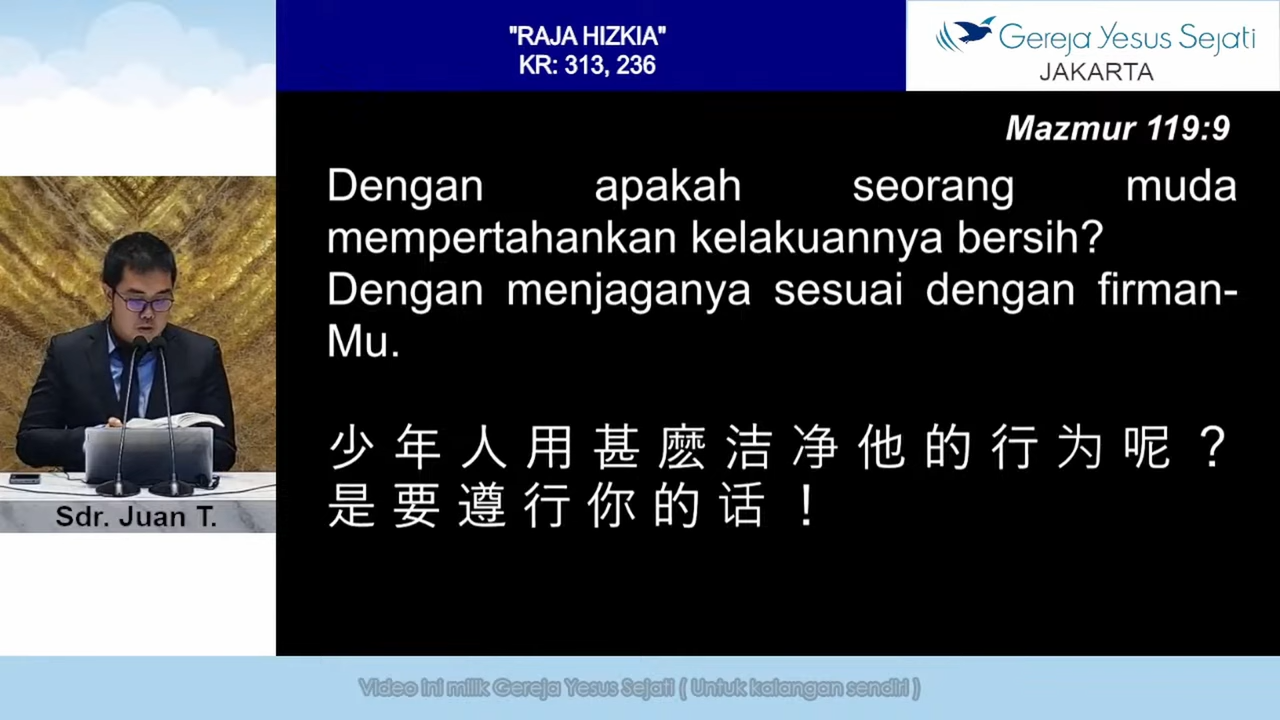 "RAJA HIZKIA"
KR: 313, 236
Gereja Yesus Sejati
JAKARTA
Mazmur 119:9
Dengan apakah seorang muda
mempertahankan kelakuannya bersih?
Dengan menjaganya sesuai dengan firman-
Mu.
少年人用甚麽洁净他的行为呢？
是要遵行你的话！
Sdr. Juan T.
Video ini milik Gereja Yesus Sejati ( Untuk kalangan sendiri )